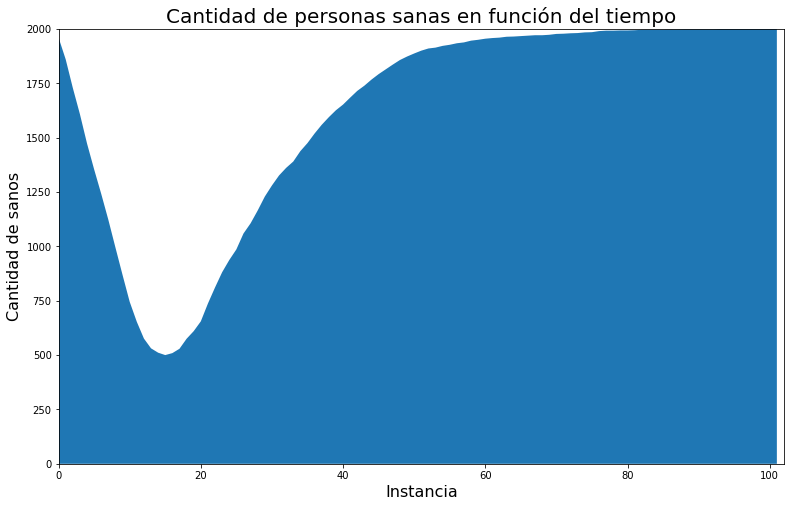 Cantidad de personas sanas en función del tiempo
2000
1750
1500
1250
1000
750
500
250
0
Cantidad de sanos
0 20 40 60 80 100
Instancia